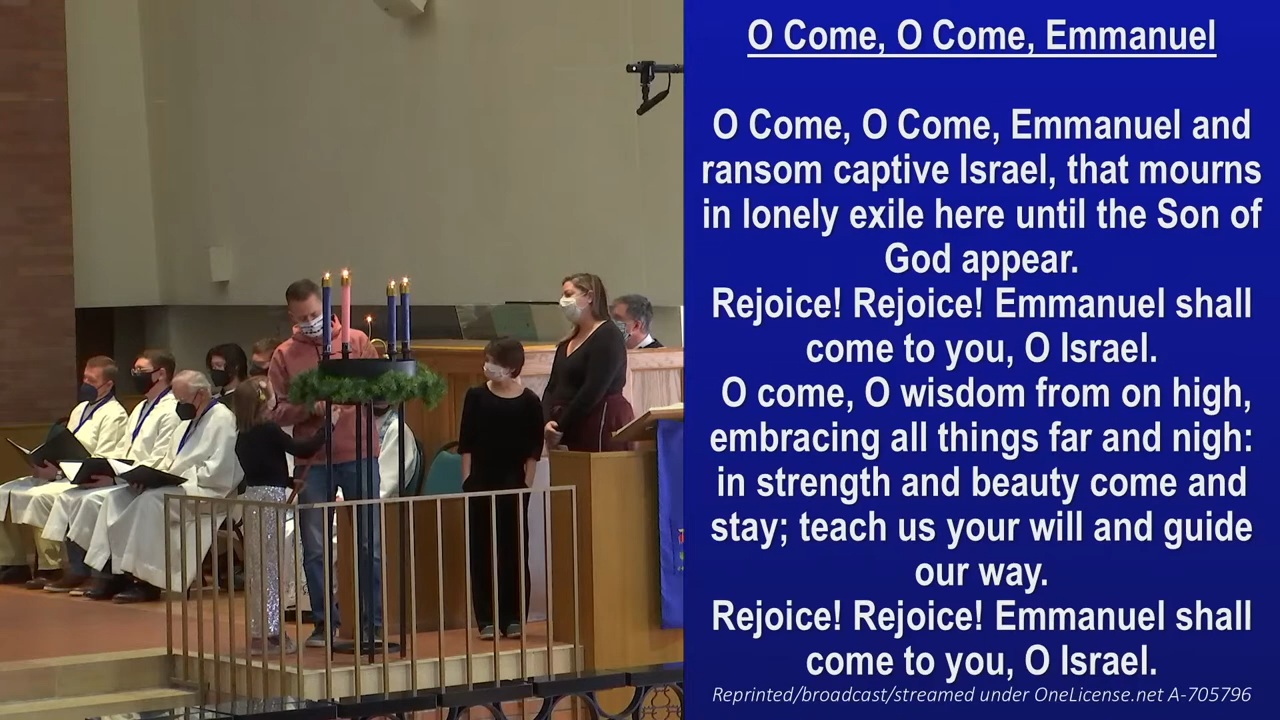 O Come, O Come, Emmanuel
O Come, O Come, Emmanuel and
ransom captive Israel, that mourns
in lonely exile here until the Son of
God appear.
Rejoice! Rejoice! Emmanuel shall
come to you, O Israel.
O come, O wisdom from on high,
embracing all things far and nigh:
in strength and beauty come and
stay; teach us your will and guide
our way.
Rejoice! Rejoice! Emmanuel shall
come to you, O Israel.
Reprinted/broadcast/streamed under OneLicense.net A-705796